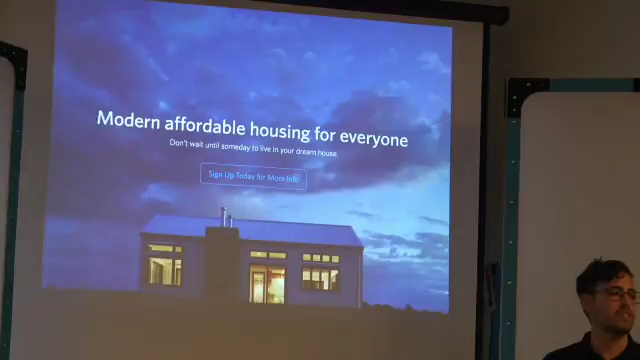 Modern affordable housing for everyone
Don't wait until someday to live in your dream house.
Sign Up Today for More Info